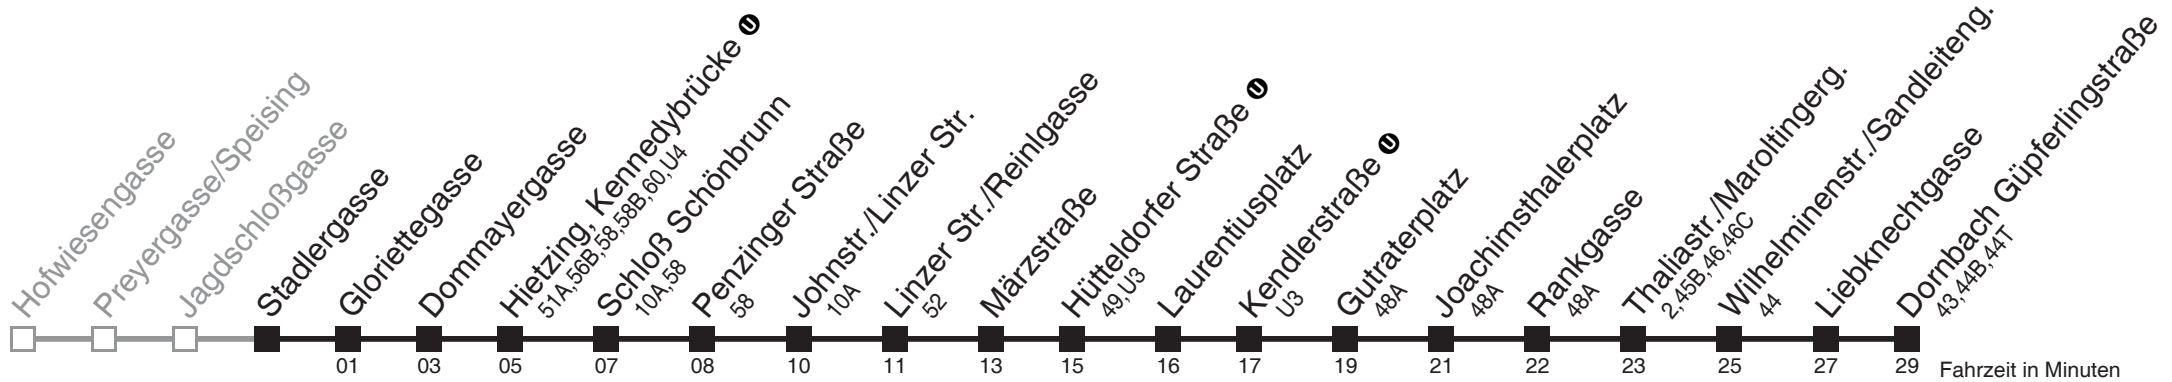 Hofwiesengasse
Preyergasse/Speising
Jagdschloßgasse
Stadlergasse
Gloriettegasse
Dommayergasse
Hietzing, Kennedybrücke U
51A,56B,58,58B,60,U4
Schloß Schönbrunn
10A,58
Penzinger Straße
58
Johnstr./Linzer Str.
10A
Linzer Str./Reinlgasse
52
Märzstraße
Hütteldorfer Straße U
49,U3
Laurentiusplatz
Kendlerstraße U
U3
Gutraterplatz
48A
Joachimsthalerplatz
48A
Rankgasse
48A
Thaliastr./Maroltingerg.
2,45B,46,46C
Wilhelminenstr./Sandleiteng.
44
Liebknechtgasse
Dornbach Güpferlingstraße
43,44B,44T
01 03 05 07 08 10 11 13 15 16 17 19 21 22 23 25 27 29 Fahrzeit in Minuten